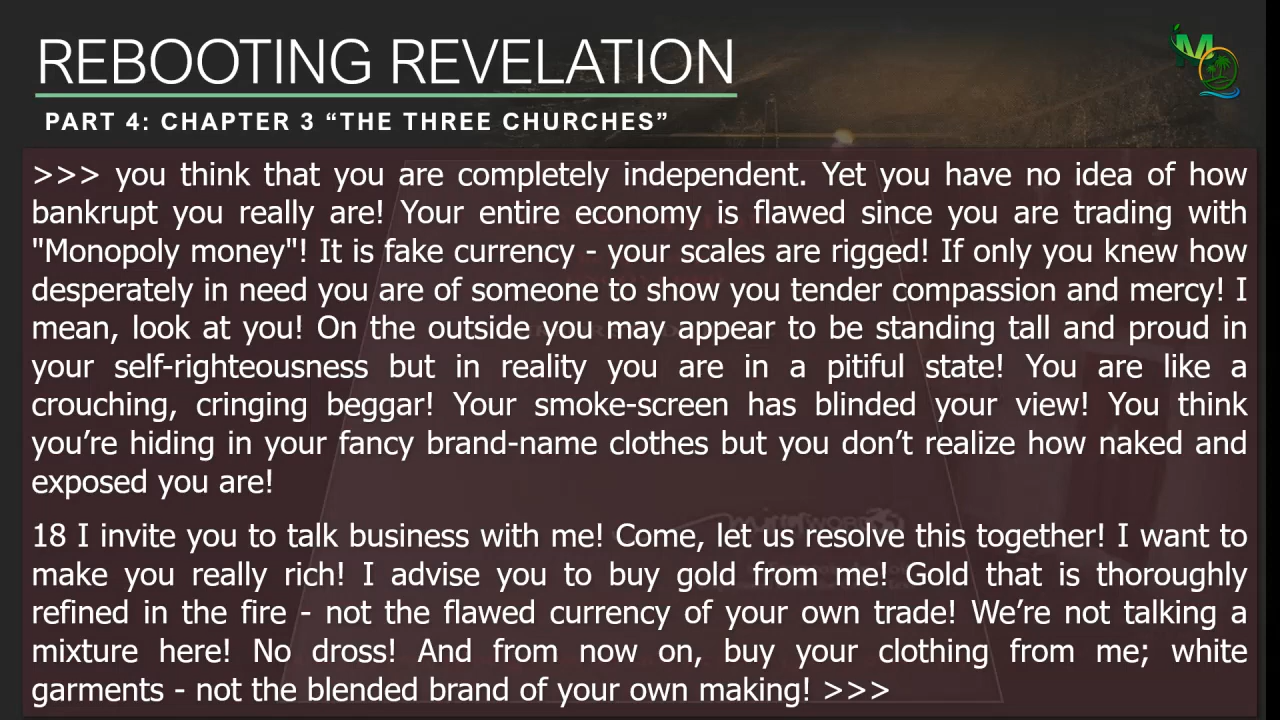 REBOOTING REVELATION
PART 4: CHAPTER 3 “THE THREE CHURCHES”
>>> you think that you are completely independent. Yet you have no idea of how
bankrupt you really are! Your entire economy is flawed since you are trading with
"Monopoly money"! It is fake currency - your scales are rigged! If only you knew how
desperately in need you are of someone to show you tender compassion and mercy! I
mean, look at you! On the outside you may appear to be standing tall and proud in
your self-righteousness but in reality you are in a pitiful state! You are like a
crouching, cringing beggar! Your smoke-screen has blinded your view! You think
you’re hiding in your fancy brand-name clothes but you don’t realize how naked and
exposed you are!
18 I invite you to talk business with me! Come, let us resolve this together! I want to
make you really rich! I advise you to buy gold from me! Gold that is thoroughly
refined in the fire - not the flawed currency of your own trade! We’re not talking a
mixture here! No dross! And from now on, buy your clothing from me; white
garments - not the blended brand of your own making! >>>